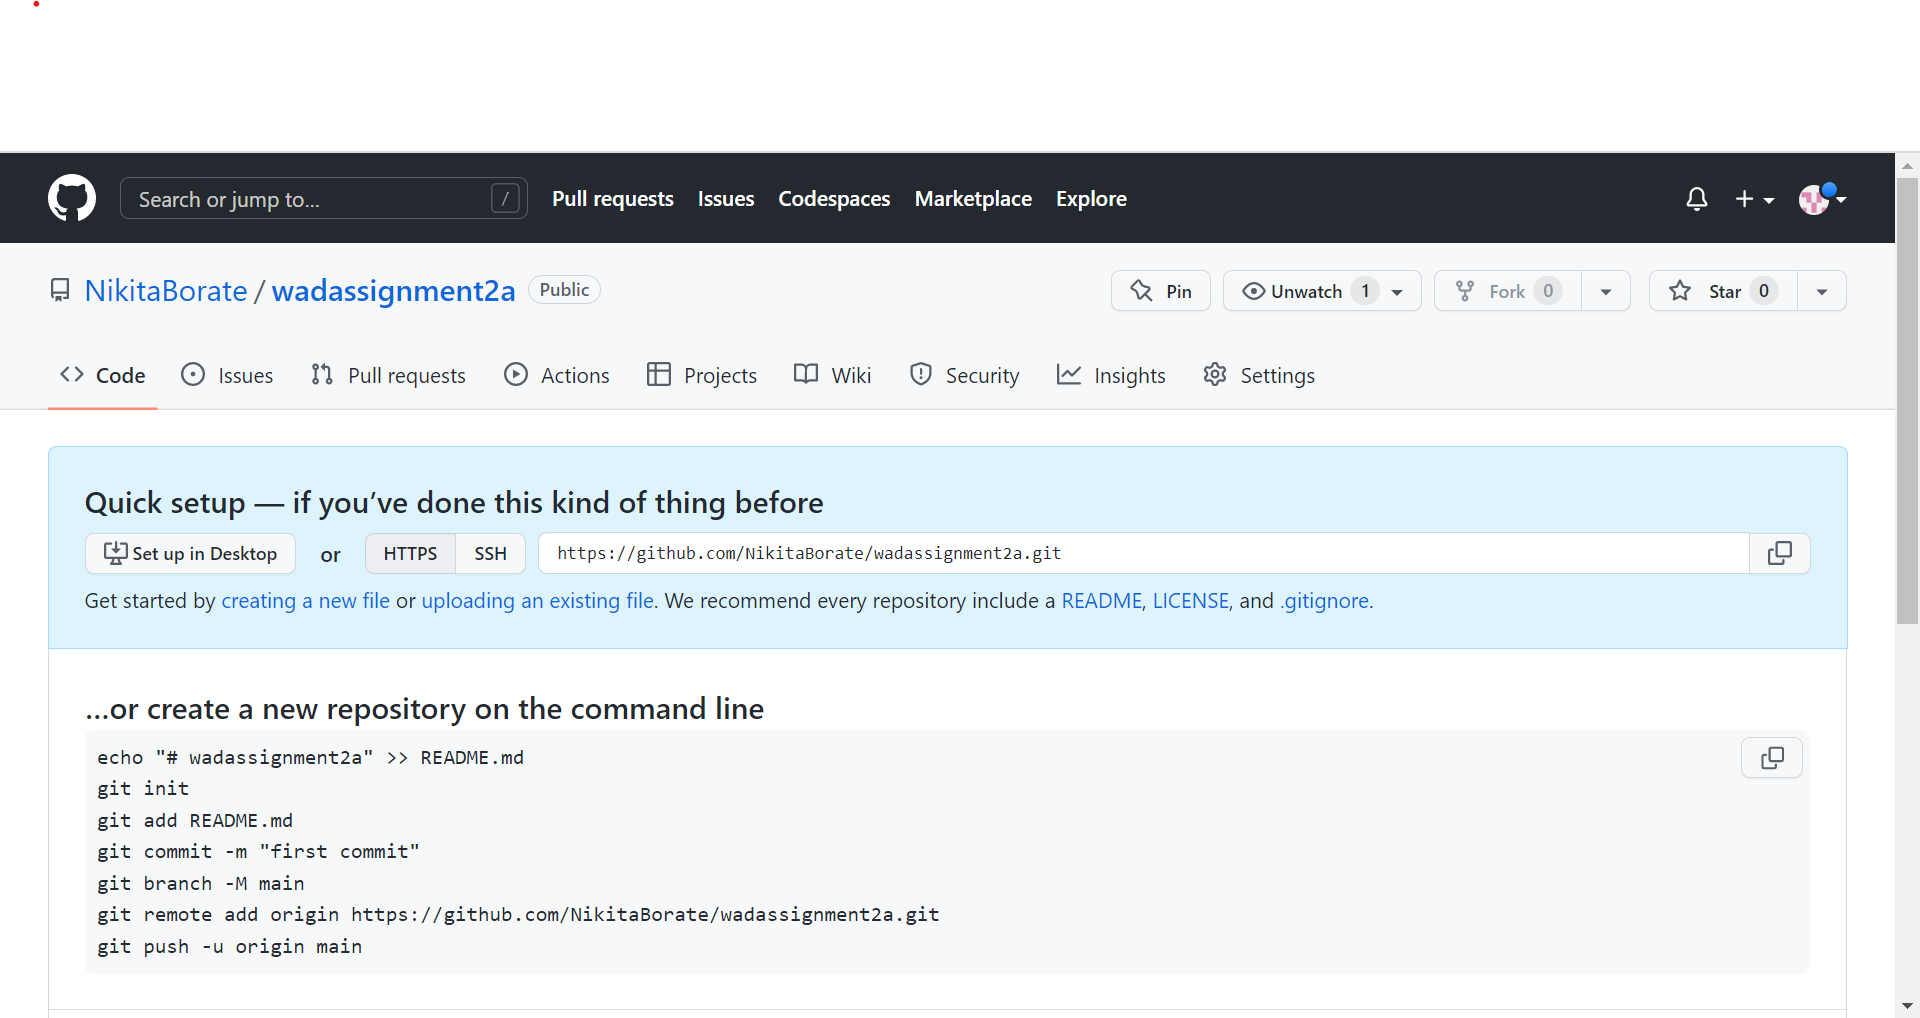 Search or jump to... /
Pull requests Issues Codespaces Marketplace Explore
NikitaBorate / wadassignment2a Public
Pin Unwatch 1 Fork 0 Star 0
Code Issues Pull requests Actions Projects Wiki Security Insights Settings
Quick setup — if you’ve done this kind of thing before
Set up in Desktop or HTTPS SSH https://github.com/NikitaBorate/wadassignment2a.git
Get started by creating a new file or uploading an existing file. We recommend every repository include a README, LICENSE, and .gitignore.
…or create a new repository on the command line
echo "# wadassignment2a" >> README.md
git init
git add README.md
git commit -m "first commit"
git branch -M main
git remote add origin https://github.com/NikitaBorate/wadassignment2a.git
git push -u origin main